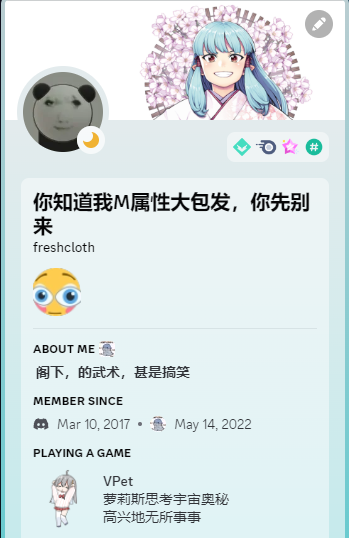 你知道我M属性大包发，你先别
来
freshcloth
ABOUT ME
阁下，的武术，甚是搞笑
MEMBER SINCE
Mar 10, 2017 • May 14, 2022
PLAYING A GAME
VPet
萝莉斯思考宇宙奥秘
高兴地无所事事